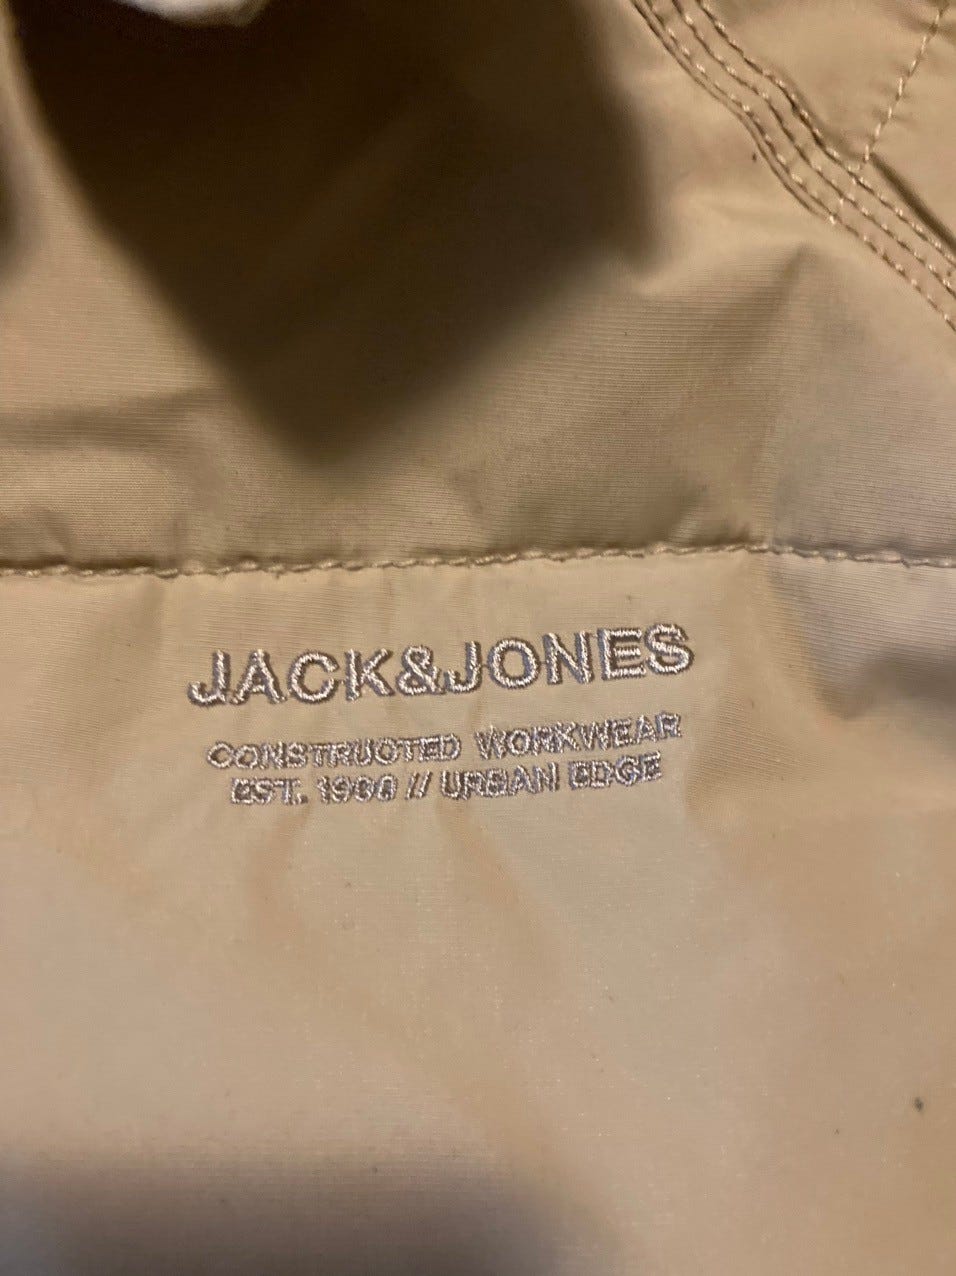 JACK&JONES
CONSTRUCTED WORKWEAR
EST. // URBAN EDGE